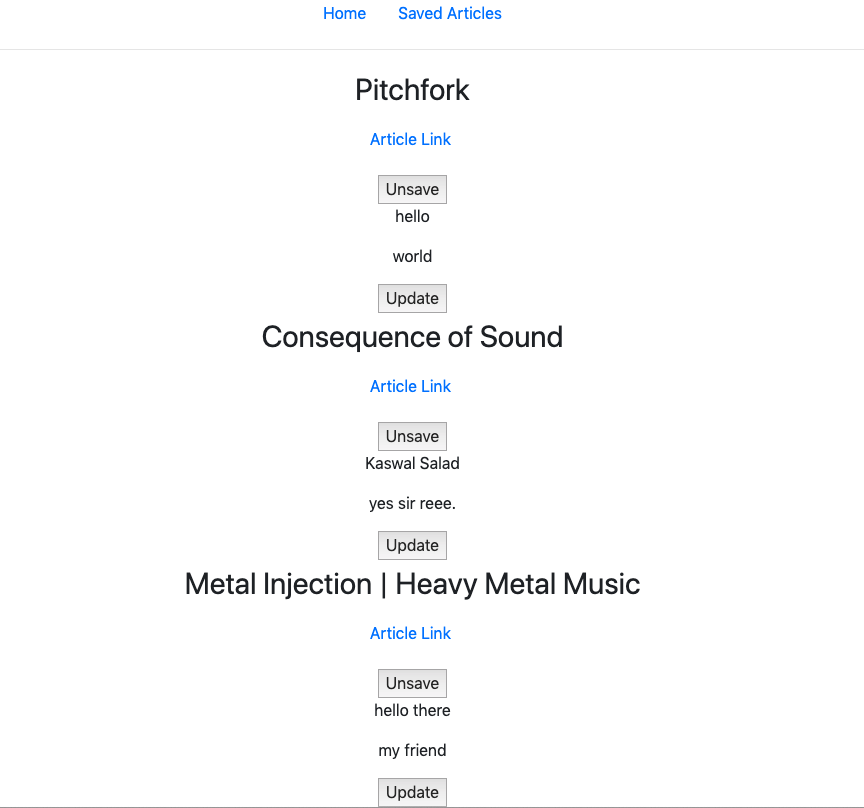 Home Saved Articles
Pitchfork
Article Link
Unsave
hello
world
Update
Consequence of Sound
Article Link
Unsave
Kaswal Salad
yes sir reee.
Update
Metal Injection | Heavy Metal Music
Article Link
Unsave
hello there
my friend
Update